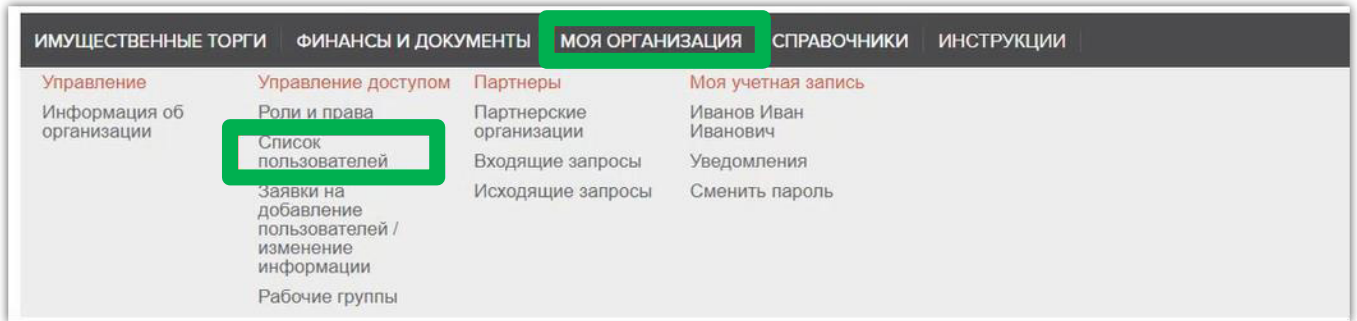 ИМУЩЕСТВЕННЫЕ ТОРГИ ФИНАНСЫ И ДОКУМЕНТЫ МОЯ ОРГАНИЗАЦИЯ СПРАВОЧНИКИ ИНСТРУКЦИИ
Управление
Информация об
организации
Управление доступом
Роли и права
Список
пользователей
Заявки на
добавление
пользователей /
изменение
информации
Рабочие группы
Партнеры
Партнерские
организации
Входящие запросы
Исходящие запросы
Моя учетная запись
Иванов Иван
Иванович
Уведомления
Сменить пароль